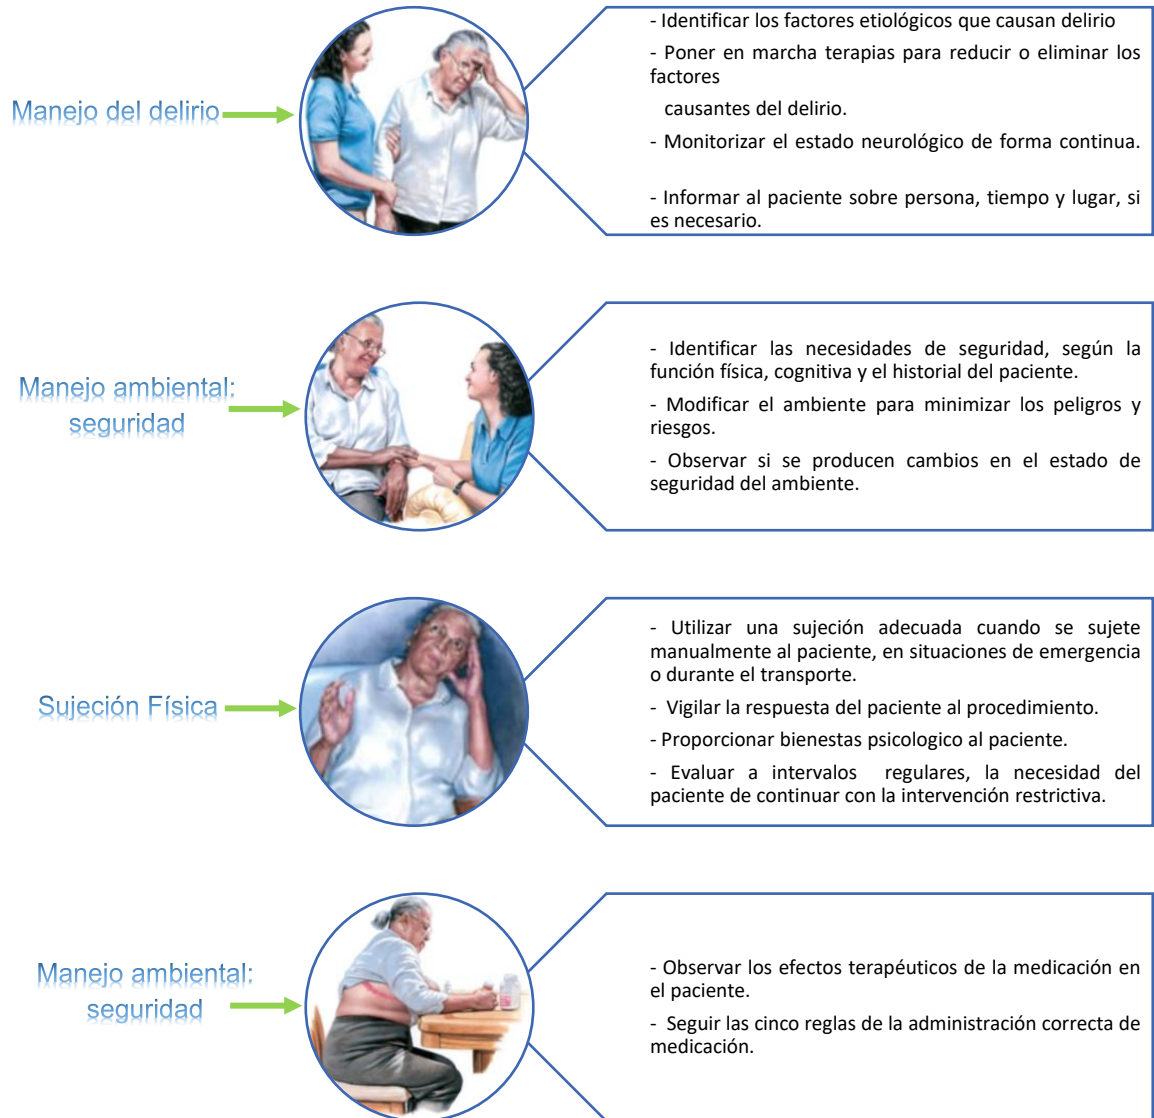 Manejo del delirio
- Identificar los factores etiológicos que causan delirio
- Poner en marcha terapias para reducir o eliminar los
factores
causantes del delirio.
- Monitorizar el estado neurológico de forma continua.
- Informar al paciente sobre persona, tiempo y lugar, si
es necesario.
Manejo ambiental:
seguridad
- Identificar las necesidades de seguridad, según la
función física, cognitiva y el historial del paciente.
- Modificar el ambiente para minimizar los peligros y
riesgos.
- Observar si se producen cambios en el estado de
seguridad del ambiente.
Sujeción Física
- Utilizar una sujeción adecuada cuando se sujete
manualmente al paciente, en situaciones de emergencia
o durante el transporte.
- Vigilar la respuesta del paciente al procedimiento.
- Proporcionar bienestas psicologico al paciente.
- Evaluar a intervalos regulares, la necesidad del
paciente de continuar con la intervención restrictiva.
Manejo ambiental:
seguridad
- Observar los efectos terapéuticos de la medicación en
el paciente.
- Seguir las cinco reglas de la administración correcta de
medicación.